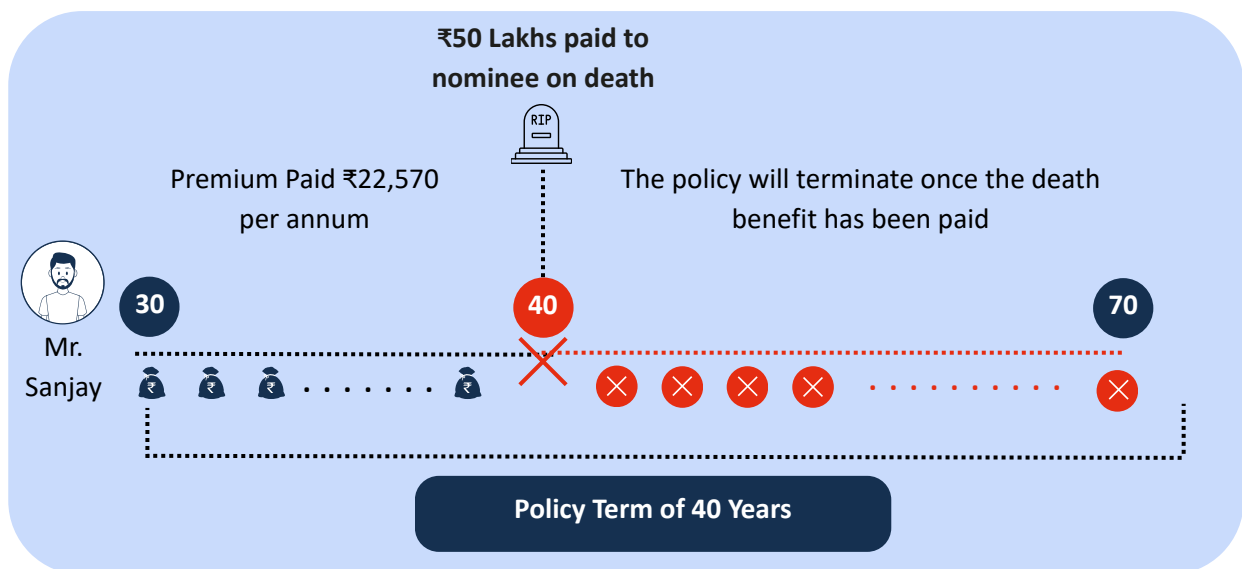 ₹50 Lakhs paid to
nominee on death
RIP
Premium Paid ₹22,570
per annum
The policy will terminate once the death
benefit has been paid
30
40
70
Mr.
Sanjay
₹ ₹ ₹ ₹
Policy Term of 40 Years